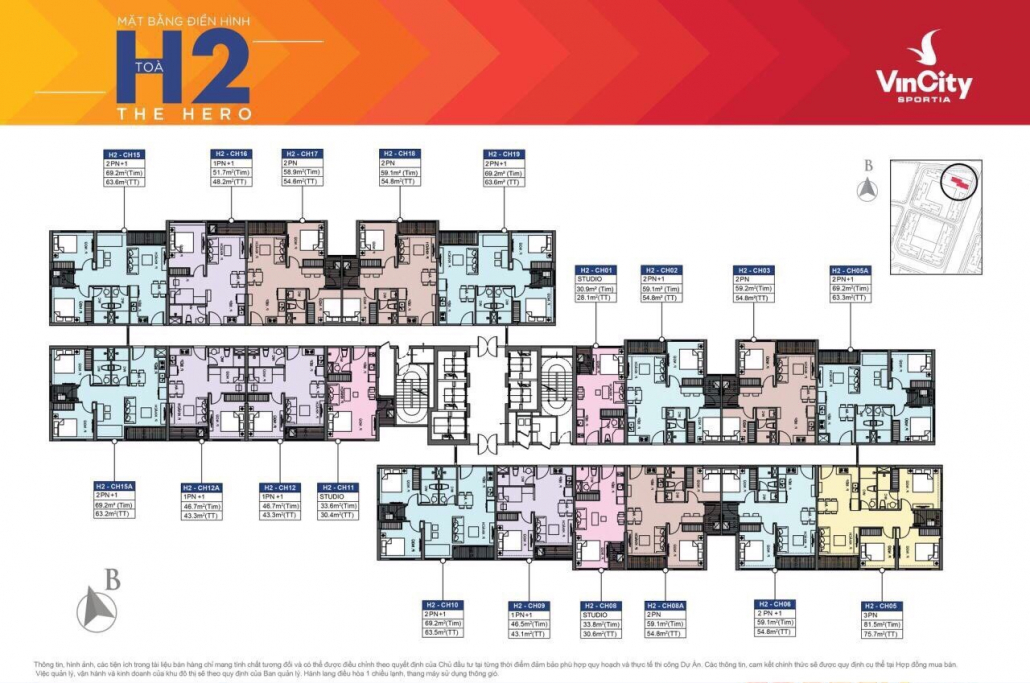 MẶT BẰNG ĐIỂN HÌNH
TOÀ
H2
THE HERO
VinCity
SPORTIA
H2 - CH15
2PN+1
69.2m²(Tim)
63.6m²(TT)
H2 - CH16
1PN+1
51.7m²(Tim)
48.2m²(TT)
H2 - CH17
2PN
58.9m²(Tim)
54.6m²(TT)
H2 - CH18
2PN
59.1m² (Tim)
54.8m²(TT)
H2 - CH19
2PN+1
69.2m² (Tim)
63.6m² (TT)
B
H2 - CH01
STUDIO
30.9m² (Tim)
28.1m²(TT)
H2 - CH02
2PN+1
59.1m² (Tim)
54.8m² (TT)
H2 - CH03
2PN
59.2m² (Tim)
54.8m²(TT)
H2 - CH05A
2PN+1
69.2m² (Tim)
63.3m²(TT)
H2 - CH15A
2PN+1
69.2m² (Tim)
63.2m²(TT)
H2 - CH12A
1PN+1
46.7m²(Tim)
43.3m²(TT)
H2 - CH12
1PN+1
46.7m²(Tim)
43.3m²(TT)
H2 - CH11
STUDIO
33.6m²(Tim)
30.4m²(TT)
B
H2 - CH10
2PN+1
69.2m²(Tim)
63.5m²(TT)
H2 - CH09
1PN+1
46.5m²(Tim)
43.1m²(TT)
H2 - CH08
STUDIO
33.8m²(Tim)
30.6m²(TT)
H2 - CH08A
2PN
59.1m²(Tim)
54.8m²(TT)
H2 - CH06
2 PN+1
59.1m²(Tim)
54.8m²(TT)
H2 - CH05
3PN
81.5m²(Tim)
75.7m²(TT)
Thông tin, hình ảnh, các tiện ích trong tài liệu bán hàng chỉ mang tính chất tương đối và có thể được điều chỉnh theo quyết định của Chủ đầu tư tại từng thời điểm đảm bảo phù hợp quy hoạch và thực tế thi công Dự Án. Các thông tin, cam kết chính thức sẽ được quy định cụ thể tại Hợp đồng mua bán.
Việc quản lý, vận hành và kinh doanh của khu đô thị sẽ theo quy định của Ban quản lý. Hành lang điều hòa 1 chiều lạnh, thang máy sử dụng thông gió.